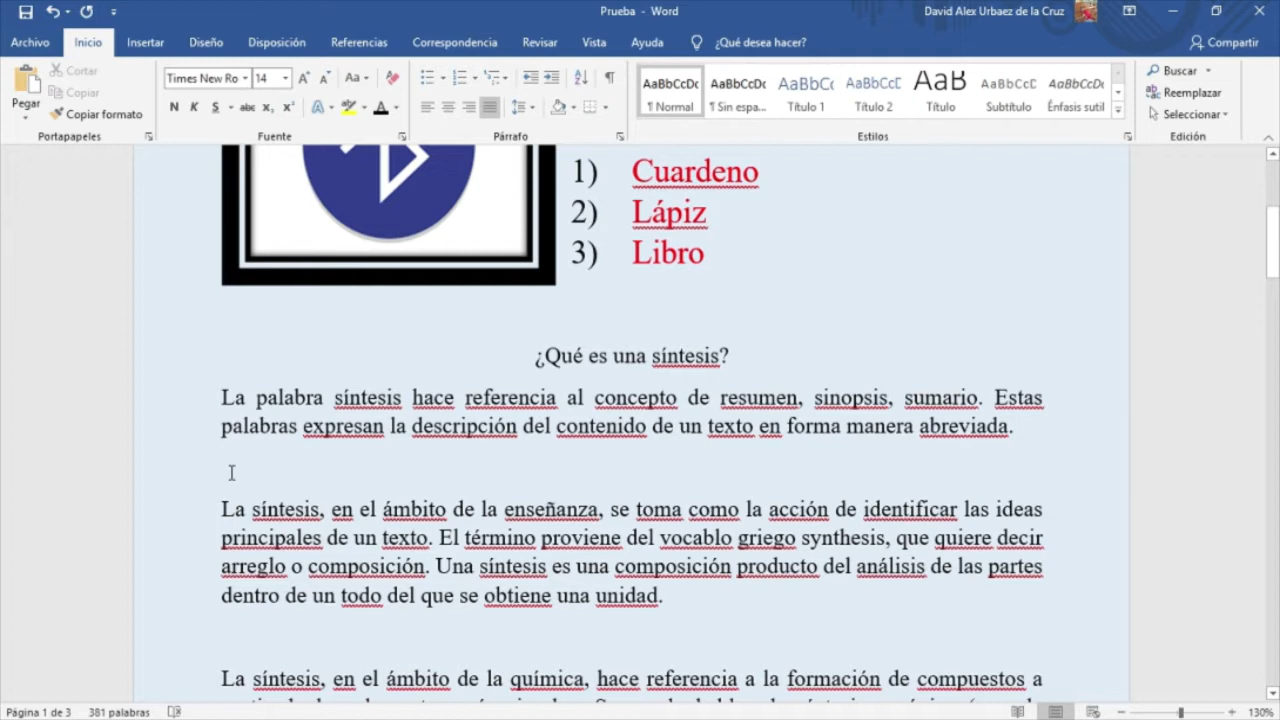 Prueba - Word
David Alex Urbaez de la Cruz
Archivo Inicio Insertar Diseño Disposición Referencias Correspondencia Revisar Vista Ayuda ¿Qué desea hacer? Compartir
Pegar
Cortar
Copiar
Copiar formato
Portapapeles
Times New Ro 14
N K S abc x₂ x²
Fuente
Párrafo
AaBbCcDc AaBbCcDc AaBbCc AaBbCcD AaB AaBbCcD AaBbCcDc
¶ Normal ¶ Sin espa... Título 1 Título 2 Título Subtítulo Énfasis sutil
Estilos
Buscar
Reemplazar
Seleccionar
Edición
1) Cuardeno
2) Lápiz
3) Libro
¿Qué es una síntesis?
La palabra síntesis hace referencia al concepto de resumen, sinopsis, sumario. Estas
palabras expresan la descripción del contenido de un texto en forma manera abreviada.
La síntesis, en el ámbito de la enseñanza, se toma como la acción de identificar las ideas
principales de un texto. El término proviene del vocablo griego synthesis, que quiere decir
arreglo o composición. Una síntesis es una composición producto del análisis de las partes
dentro de un todo del que se obtiene una unidad.
La síntesis, en el ámbito de la química, hace referencia a la formación de compuestos a
Página 1 de 3 381 palabras 130%